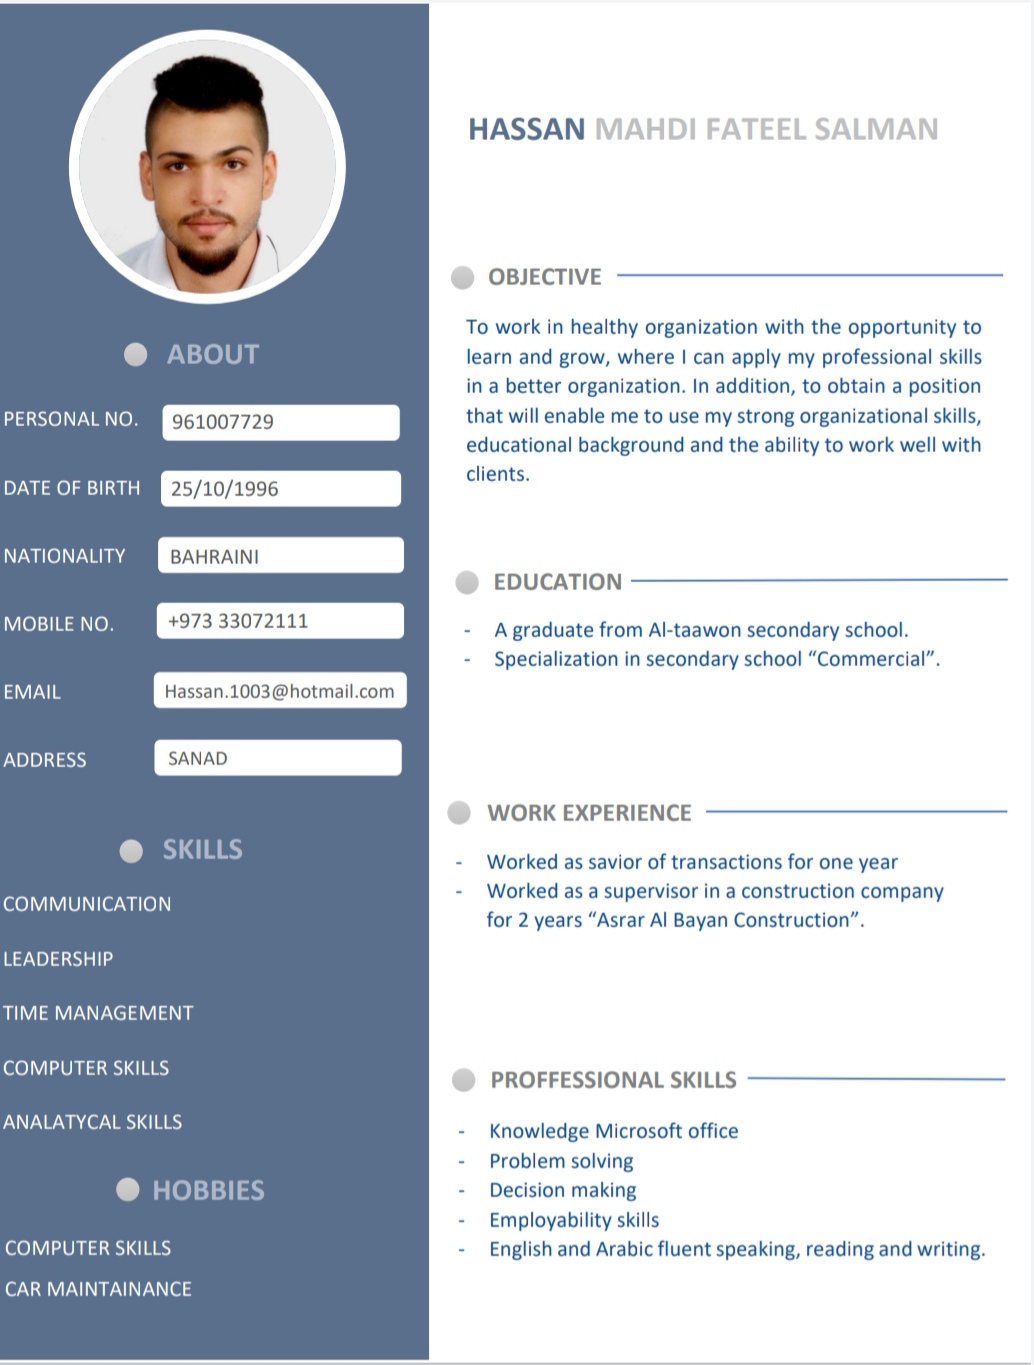 HASSAN MAHDI FATEEL SALMAN
ABOUT
PERSONAL NO. 961007729
DATE OF BIRTH 25/10/1996
NATIONALITY BAHRAINI
MOBILE NO. +973 33072111
EMAIL Hassan.1003@hotmail.com
ADDRESS SANAD
SKILLS
COMMUNICATION
LEADERSHIP
TIME MANAGEMENT
COMPUTER SKILLS
ANALATYCAL SKILLS
HOBBIES
COMPUTER SKILLS
CAR MAINTAINANCE
OBJECTIVE
To work in healthy organization with the opportunity to
learn and grow, where I can apply my professional skills
in a better organization. In addition, to obtain a position
that will enable me to use my strong organizational skills,
educational background and the ability to work well with
clients.
EDUCATION
- A graduate from Al-taawon secondary school.
- Specialization in secondary school “Commercial”.
WORK EXPERIENCE
- Worked as savior of transactions for one year
- Worked as a supervisor in a construction company
for 2 years “Asrar Al Bayan Construction”.
PROFFESSIONAL SKILLS
- Knowledge Microsoft office
- Problem solving
- Decision making
- Employability skills
- English and Arabic fluent speaking, reading and writing.